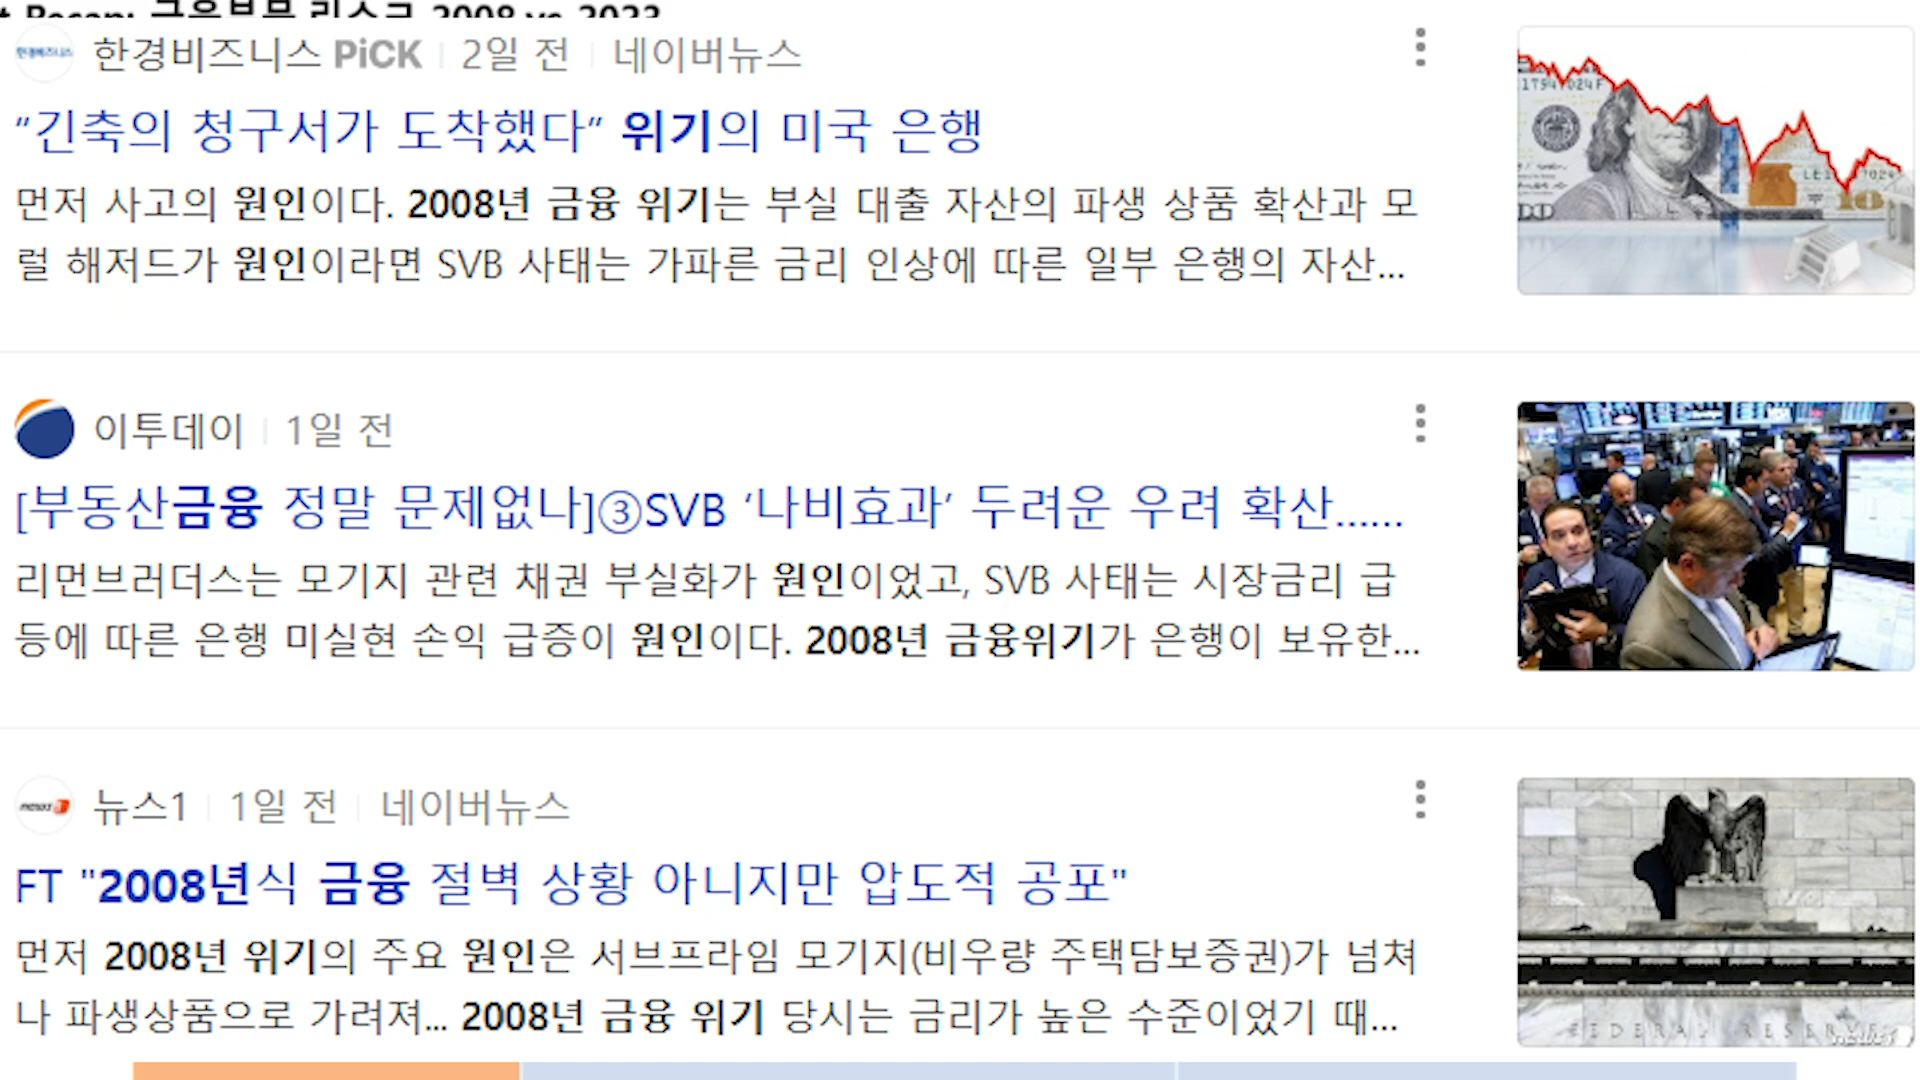 한경비즈니스 PiCK 2일 전 네이버뉴스
“긴축의 청구서가 도착했다” 위기의 미국 은행
먼저 사고의 원인이다. 2008년 금융 위기는 부실 대출 자산의 파생 상품 확산과 모
럴 해저드가 원인이라면 SVB 사태는 가파른 금리 인상에 따른 일부 은행의 자산...
이투데이 1일 전
[부동산금융 정말 문제없나]③SVB ‘나비효과’ 두려운 우려 확산......
리먼브러더스는 모기지 관련 채권 부실화가 원인이었고, SVB 사태는 시장금리 급
등에 따른 은행 미실현 손익 급증이 원인이다. 2008년 금융위기가 은행이 보유한...
뉴스1 1일 전 네이버뉴스
FT "2008년식 금융 절벽 상황 아니지만 압도적 공포"
먼저 2008년 위기의 주요 원인은 서브프라임 모기지(비우량 주택담보증권)가 넘쳐
나 파생상품으로 가려져... 2008년 금융 위기 당시는 금리가 높은 수준이었기 때...
FEDERAL RESERVE